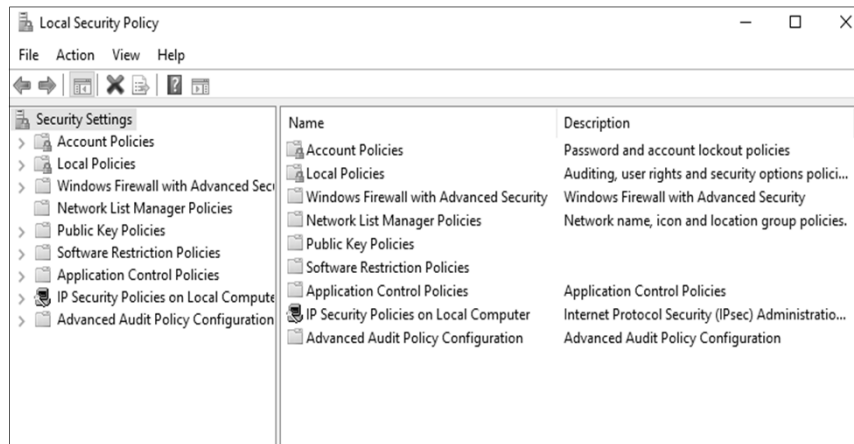 Local Security Policy
File Action View Help
Security Settings
Account Policies
Local Policies
Windows Firewall with Advanced Secu
Network List Manager Policies
Public Key Policies
Software Restriction Policies
Application Control Policies
IP Security Policies on Local Compute
Advanced Audit Policy Configuration
Name Description
Account Policies Password and account lockout policies
Local Policies Auditing, user rights and security options polici...
Windows Firewall with Advanced Security Windows Firewall with Advanced Security
Network List Manager Policies Network name, icon and location group policies.
Public Key Policies
Software Restriction Policies
Application Control Policies Application Control Policies
IP Security Policies on Local Computer Internet Protocol Security (IPsec) Administratio...
Advanced Audit Policy Configuration Advanced Audit Policy Configuration